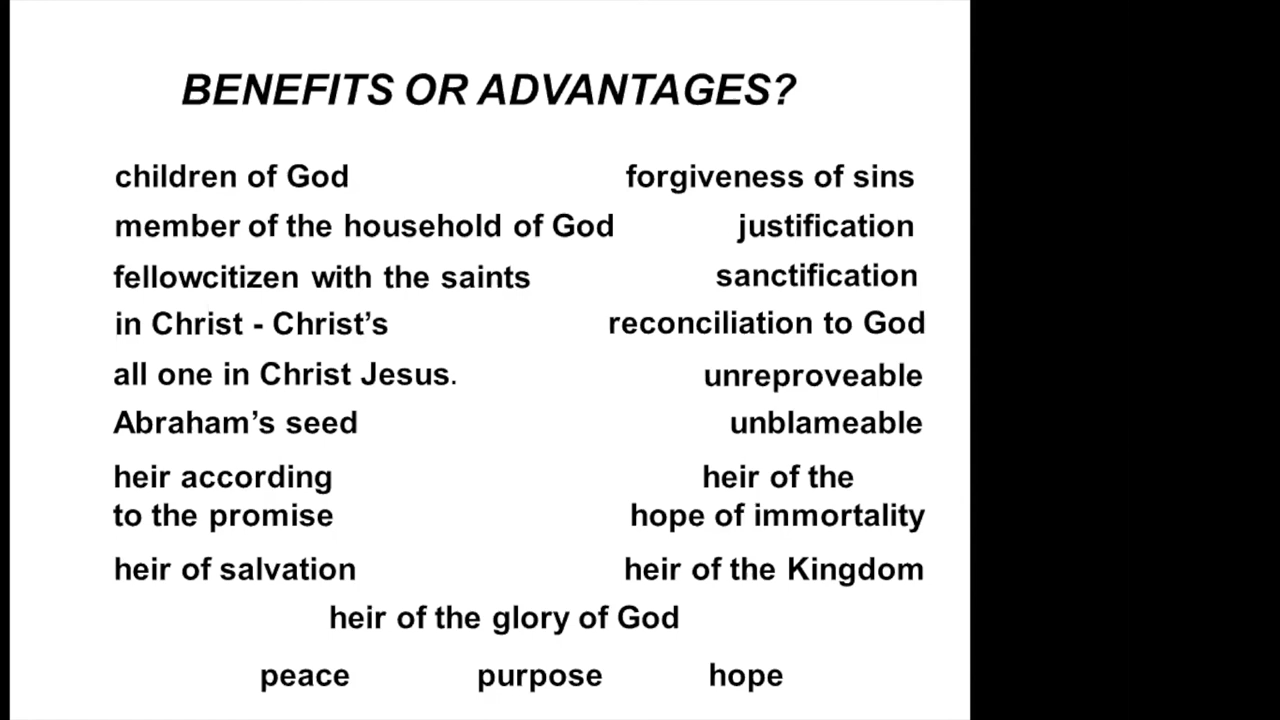 BENEFITS OR ADVANTAGES?
children of God
member of the household of God
fellowcitizen with the saints
in Christ - Christ’s
all one in Christ Jesus.
Abraham’s seed
heir according
to the promise
heir of salvation
forgiveness of sins
justification
sanctification
reconciliation to God
unreproveable
unblameable
heir of the
hope of immortality
heir of the Kingdom
heir of the glory of God
peace purpose hope